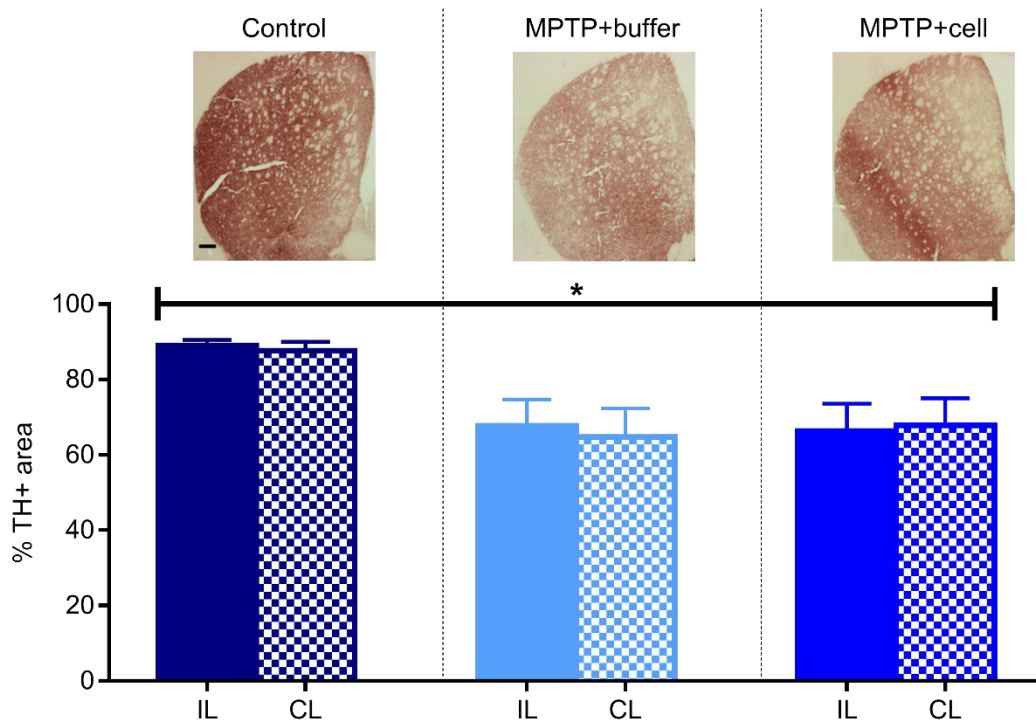 Control MPTP+buffer MPTP+cell
*
100
80
60
40
20
0
% TH+ area
IL CL IL CL IL CL